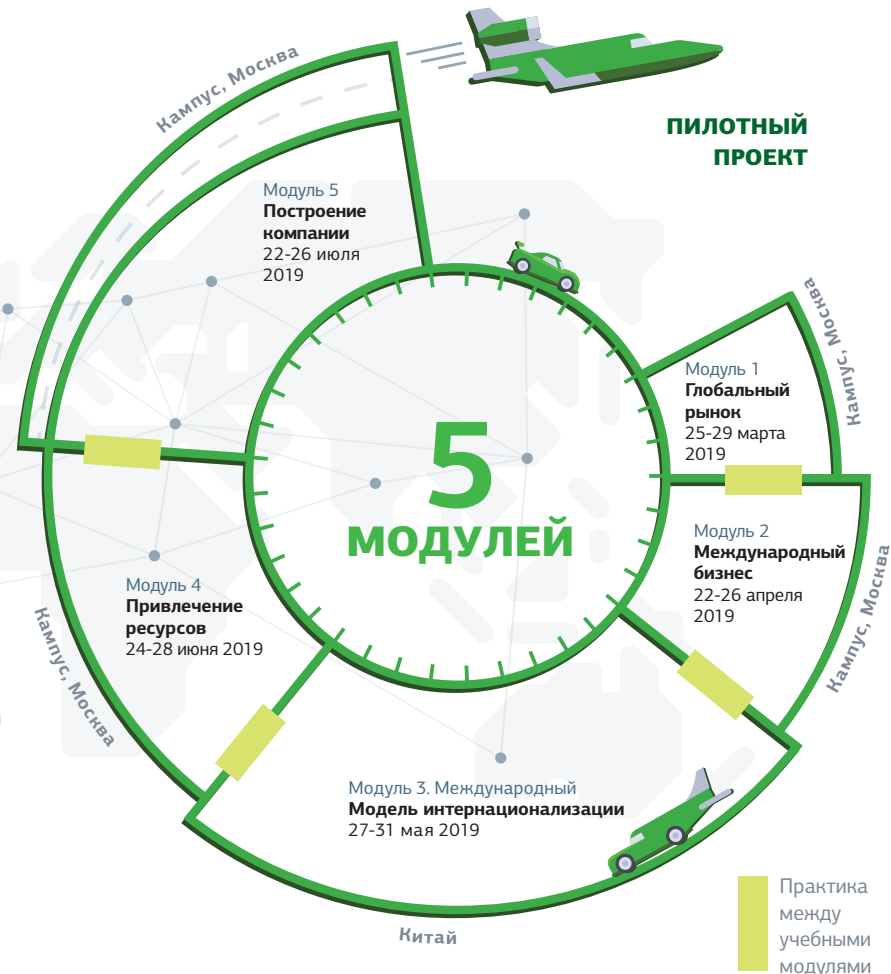 ПИЛОТНЫЙ
ПРОЕКТ
5
МОДУЛЕЙ
Модуль 1
Глобальный
рынок
25-29 марта
2019
Кампус, Москва
Модуль 2
Международный
бизнес
22-26 апреля
2019
Кампус, Москва
Модуль 3. Международный
Модель интернационализации
27-31 мая 2019
Китай
Модуль 4
Привлечение
ресурсов
24-28 июня 2019
Кампус, Москва
Модуль 5
Построение
компании
22-26 июля
2019
Кампус, Москва
Практика
между
учебными
модулями